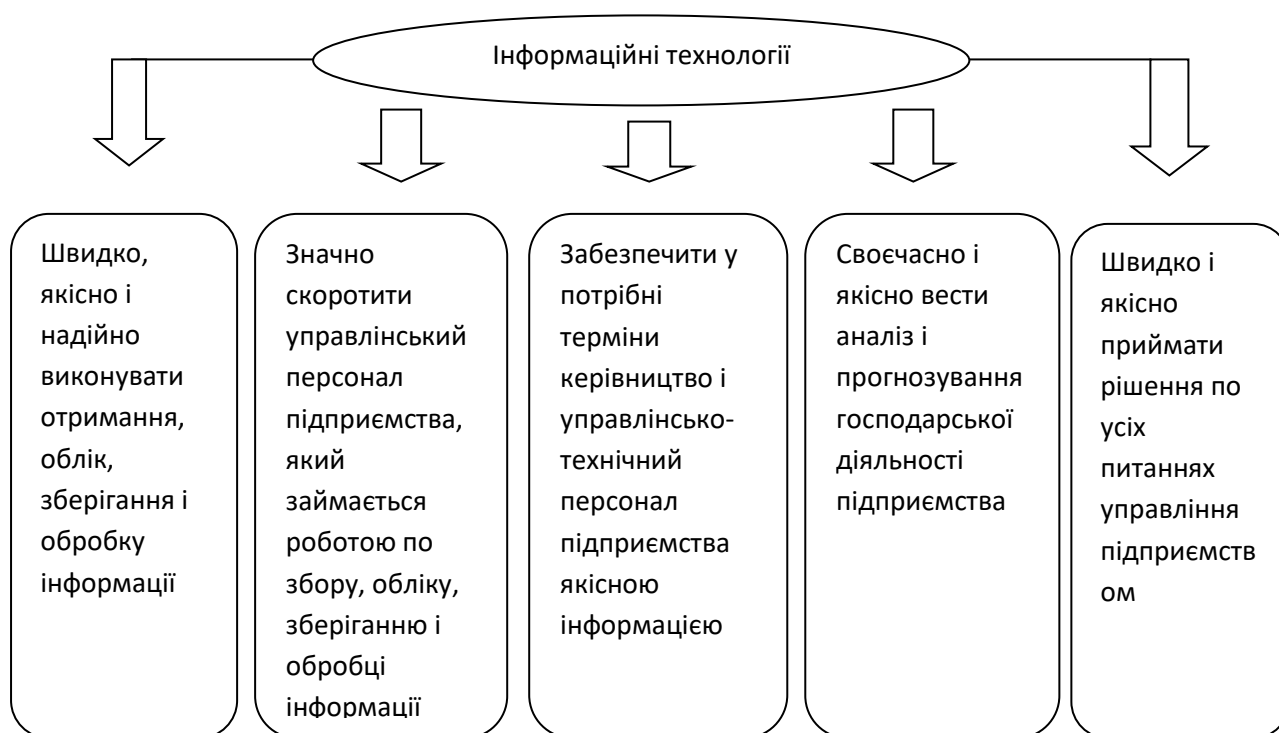 Інформаційні технології
Швидко,
якісно і
надійно
виконувати
отримання,
облік,
зберігання і
обробку
інформації
Значно
скоротити
управлінський
персонал
підприємства,
який
займається
роботою по
збору, обліку,
зберіганню і
обробці
інформації
Забезпечити у
потрібні
терміни
керівництво і
управлінсько-
технічний
персонал
підприємства
якісною
інформацією
Своєчасно і
якісно вести
аналіз і
прогнозування
господарської
діяльності
підприємства
Швидко і
якісно
приймати
рішення по
усіх
питаннях
управління
підприємств
ом